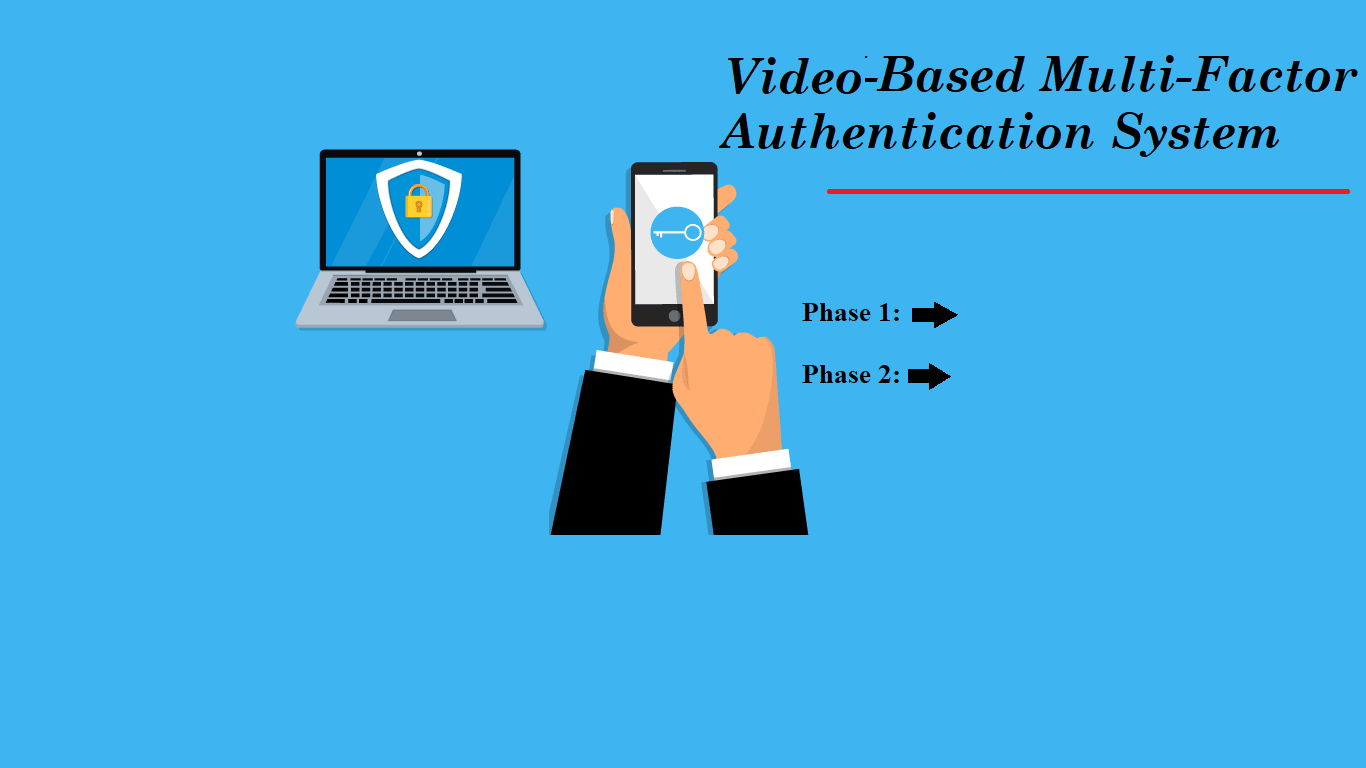 Video-Based Multi-Factor
Authentication System
Phase 1:
Phase 2: